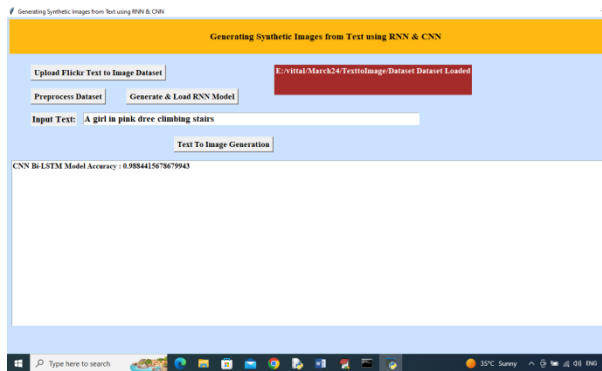 Generating Synthetic Images from Text using RNN & CNN
Generating Synthetic Images from Text using RNN & CNN
Upload Flickr Text to Image Dataset
E:/vittal/March24/TexttoImage/Dataset Dataset Loaded
Preprocess Dataset
Generate & Load RNN Model
Input Text:
A girl in pink dree climbing stairs
Text To Image Generation
CNN Bi-LSTM Model Accuracy : 0.9884415678679943
Type here to search
35°C Sunny
ENG